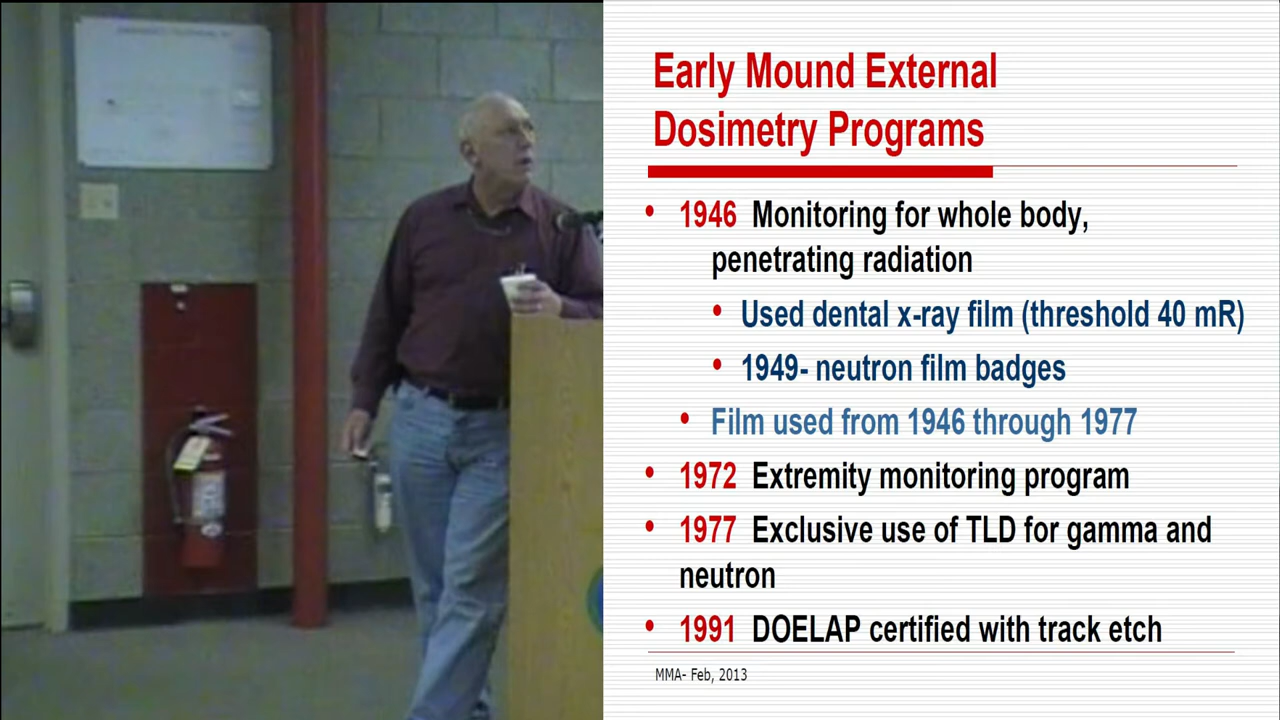 Early Mound External
Dosimetry Programs
• 1946 Monitoring for whole body,
penetrating radiation
• Used dental x-ray film (threshold 40 mR)
• 1949- neutron film badges
• Film used from 1946 through 1977
• 1972 Extremity monitoring program
• 1977 Exclusive use of TLD for gamma and
neutron
• 1991 DOELAP certified with track etch
MMA- Feb, 2013